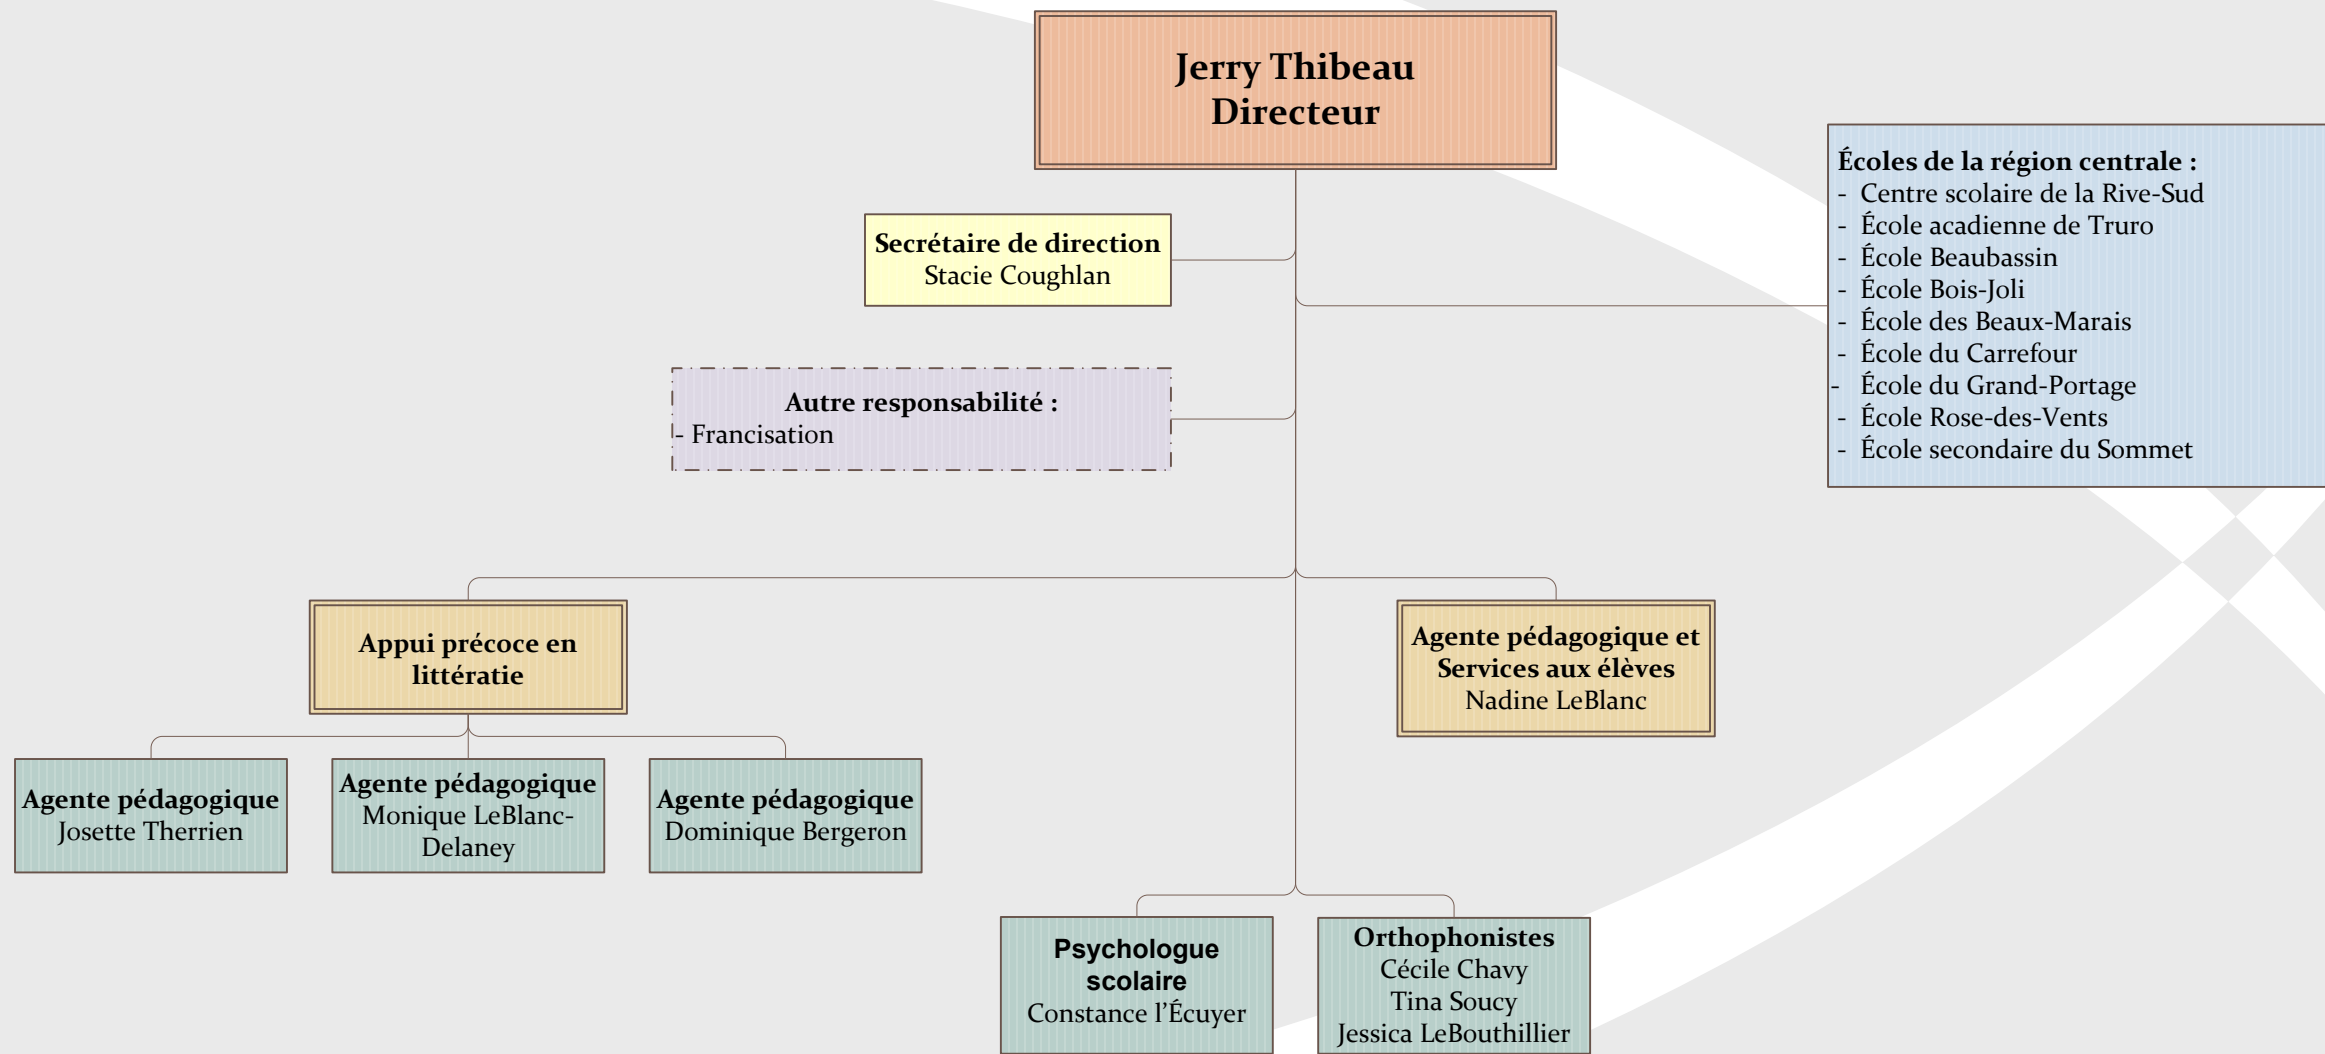 Jerry Thibeau
Directeur
Écoles de la région centrale :
- Centre scolaire de la Rive-Sud
- École acadienne de Truro
- École Beaubassin
- École Bois-Joli
- École des Beaux-Marais
- École du Carrefour
- École du Grand-Portage
- École Rose-des-Vents
- École secondaire du Sommet
Secrétaire de direction
Stacie Coughlan
Autre responsabilité :
- Francisation
Appui précoce en
littératie
Agente pédagogique et
Services aux élèves
Nadine LeBlanc
Agente pédagogique
Josette Therrien
Agente pédagogique
Monique LeBlanc-
Delaney
Agente pédagogique
Dominique Bergeron
Psychologue
scolaire
Constance l’Écuyer
Orthophonistes
Cécile Chavy
Tina Soucy
Jessica LeBouthillier